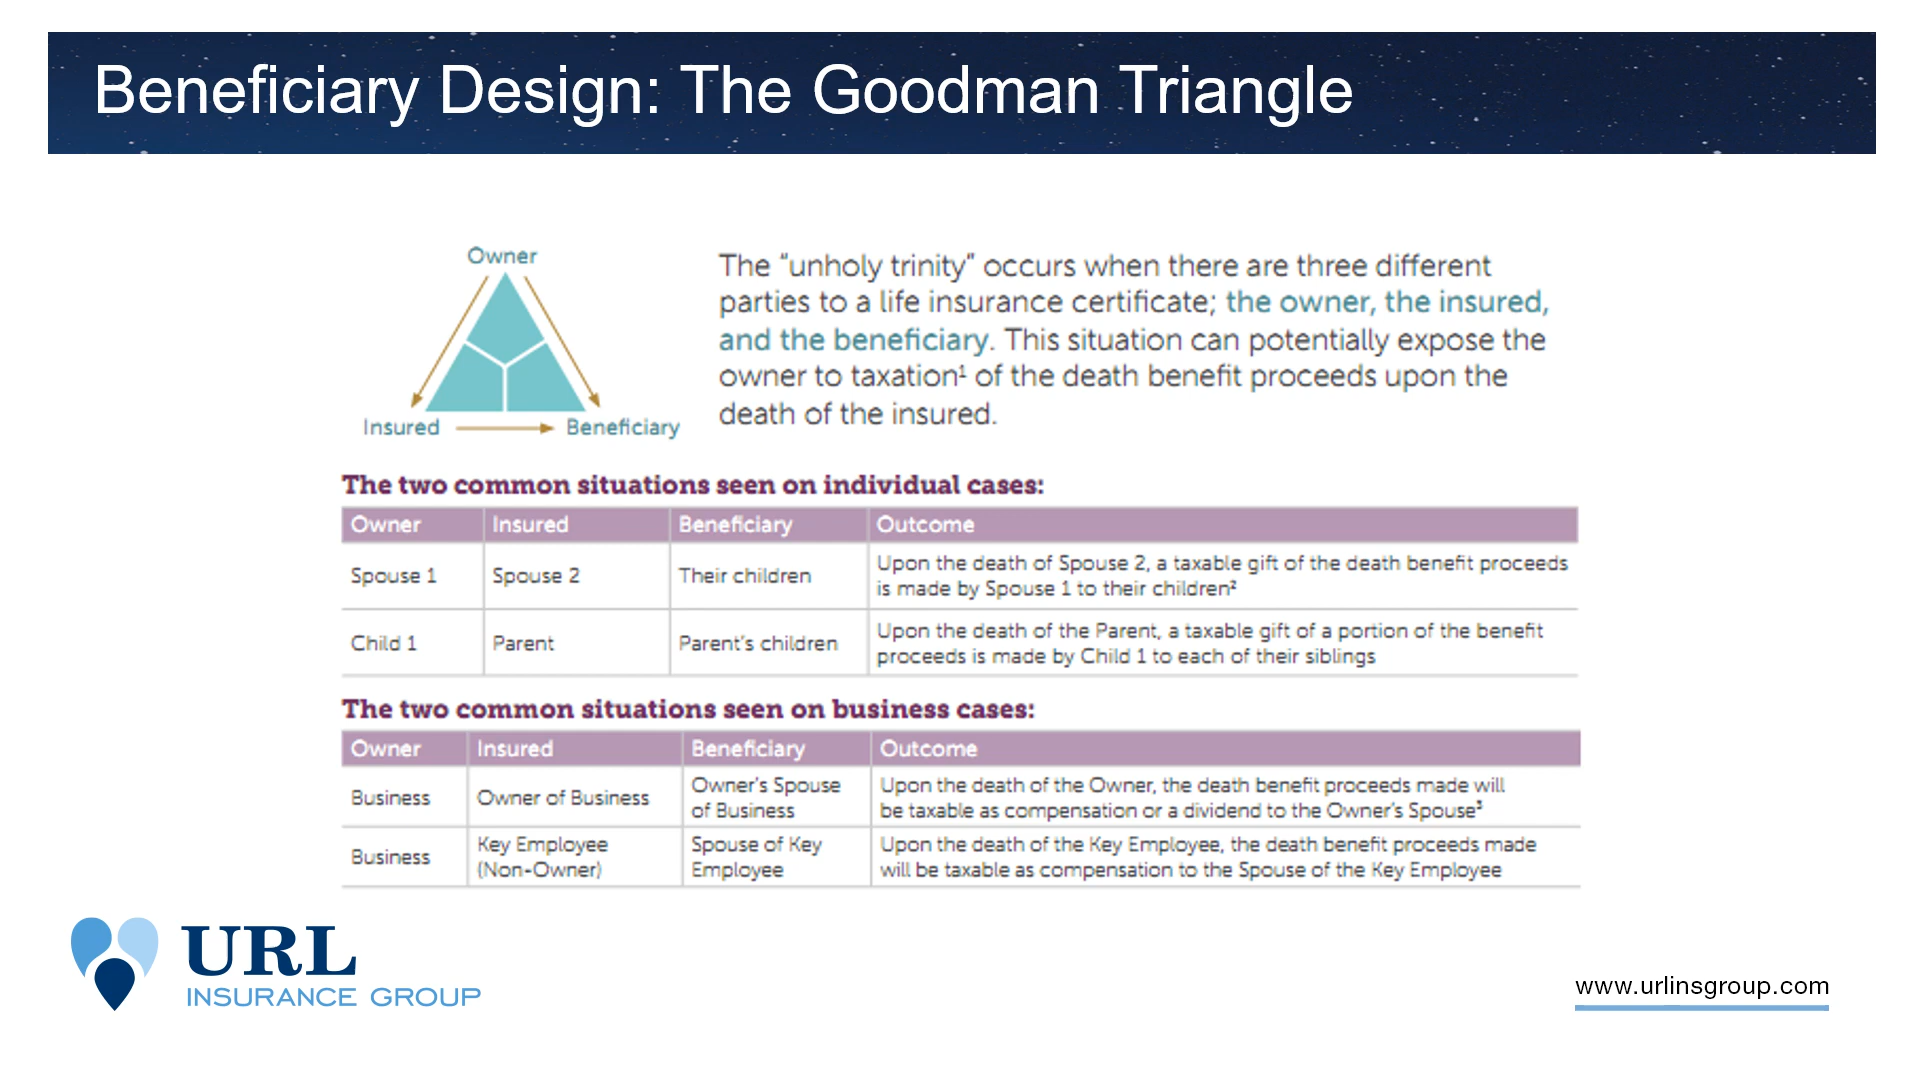 Beneficiary Design: The Goodman Triangle
Owner
Insured
Beneficiary
The “unholy trinity” occurs when there are three different
parties to a life insurance certificate; the owner, the insured,
and the beneficiary. This situation can potentially expose the
owner to taxation¹ of the death benefit proceeds upon the
death of the insured.
The two common situations seen on individual cases:
Owner Insured Beneficiary Outcome
Spouse 1 Spouse 2 Their children Upon the death of Spouse 2, a taxable gift of the death benefit proceeds
is made by Spouse 1 to their children²
Child 1 Parent Parent’s children Upon the death of the Parent, a taxable gift of a portion of the benefit
proceeds is made by Child 1 to each of their siblings
The two common situations seen on business cases:
Owner Insured Beneficiary Outcome
Business Owner of Business Owner’s Spouse
of Business Upon the death of the Owner, the death benefit proceeds made will
be taxable as compensation or a dividend to the Owner’s Spouse³
Business Key Employee
(Non-Owner) Spouse of Key
Employee Upon the death of the Key Employee, the death benefit proceeds made
will be taxable as compensation to the Spouse of the Key Employee
URL
INSURANCE GROUP
www.urlinsgroup.com